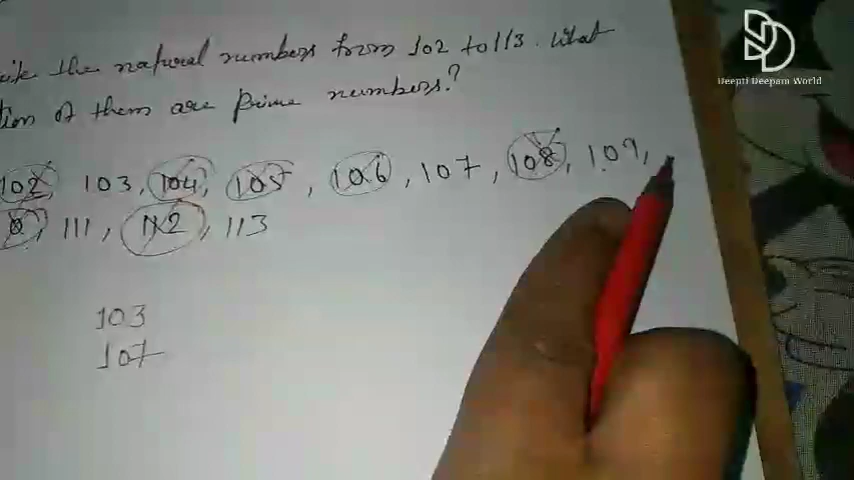 the natural numbers from 102 to 113. What
of them are prime numbers?
102, 103, 104, 105, 106, 107, 108, 109,
0, 111, 112, 113
103
107
Deepti Deepam World